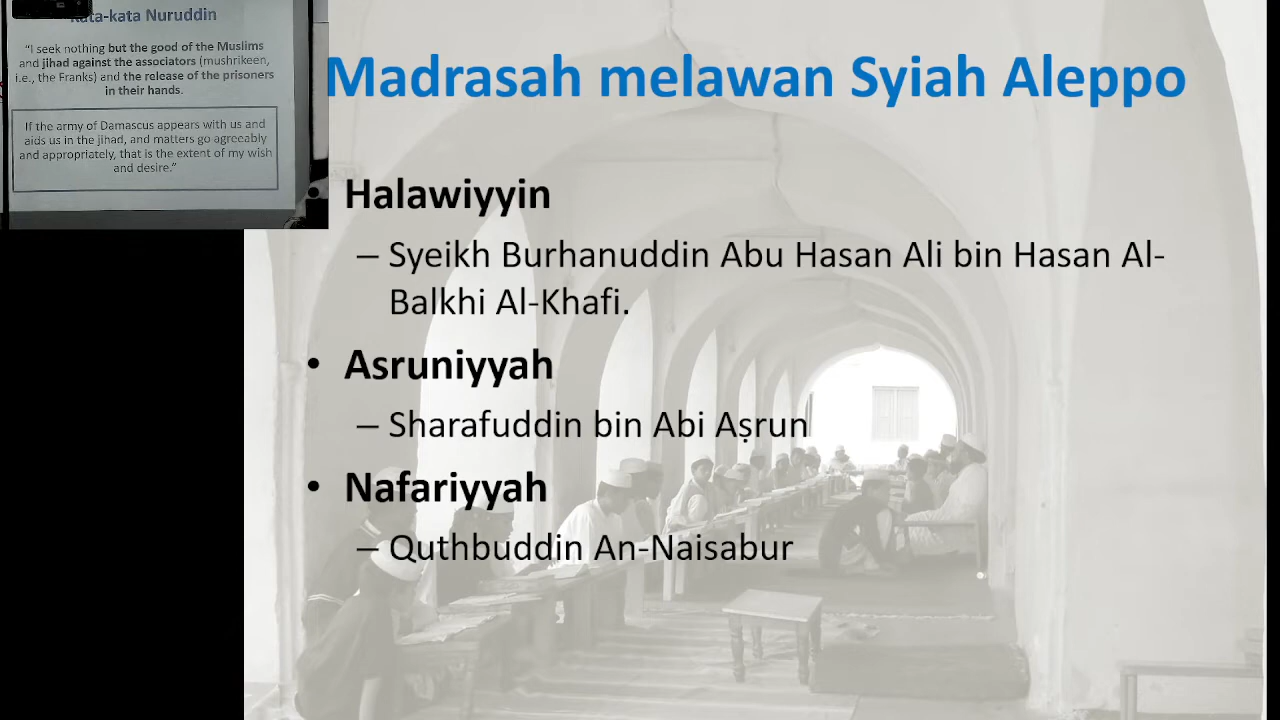 Kata-kata Nuruddin
“I seek nothing but the good of the Muslims
and jihad against the associators (mushrikeen,
i.e., the Franks) and the release of the prisoners
in their hands.
If the army of Damascus appears with us and
aids us in the jihad, and matters go agreeably
and appropriately, that is the extent of my wish
and desire.”
Madrasah melawan Syiah Aleppo
• Halawiyyin
– Syeikh Burhanuddin Abu Hasan Ali bin Hasan Al-
Balkhi Al-Khafi.
• Asruniyyah
– Sharafuddin bin Abi Aṣrun
• Nafariyyah
– Quthbuddin An-Naisabur